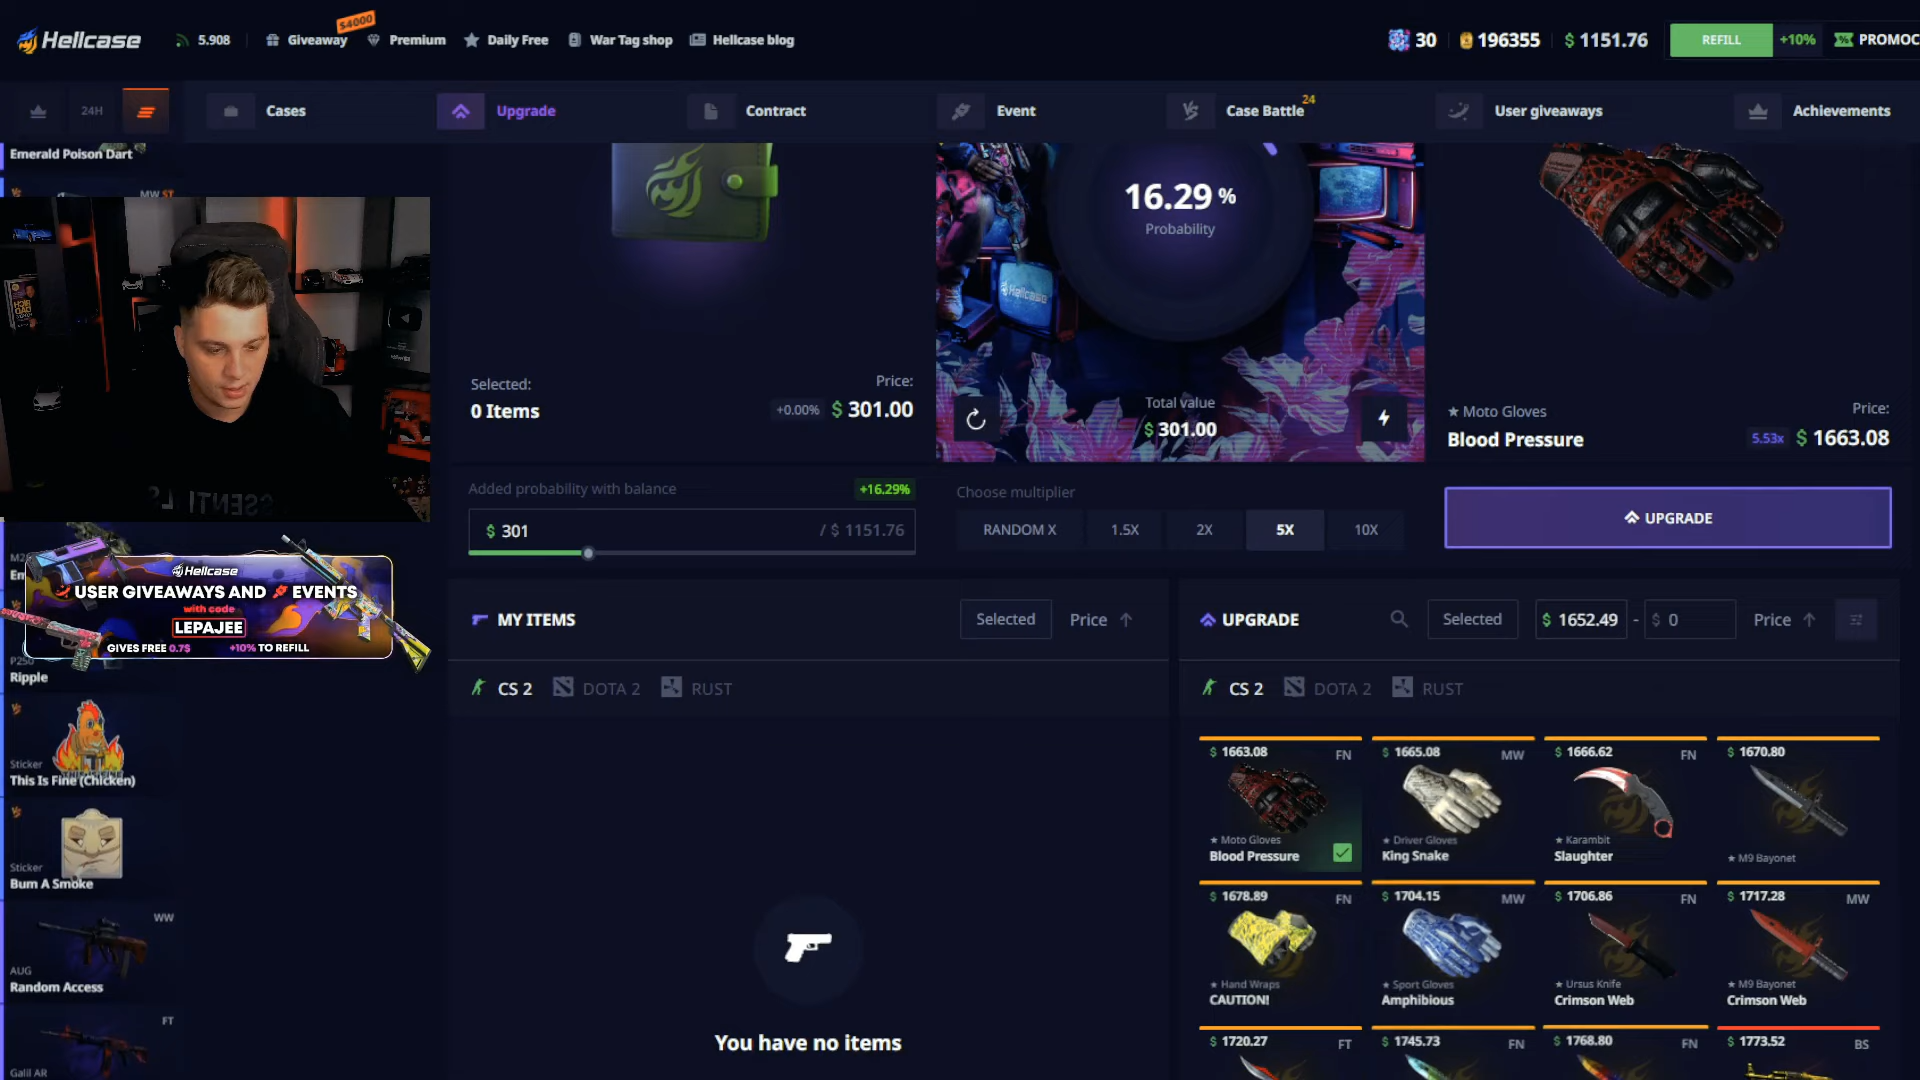 Hellcase
5.908
Giveaway
$4000
Premium
Daily Free
War Tag shop
Hellcase blog
30
196355
$ 1151.76
REFILL
+10%
PROMOC
24H
Cases
Upgrade
Contract
Event
Case Battle
24
User giveaways
Achievements
Emerald Poison Dart
MW ST
16.29 %
Probability
Hellcase
Selected:
0 Items
Price:
+0.00% $ 301.00
Total value
$ 301.00
★ Moto Gloves
Blood Pressure
Price:
5.53x $ 1663.08
Added probability with balance
+16.29%
$ 301
/ $ 1151.76
Choose multiplier
RANDOM X
1.5X
2X
5X
10X
UPGRADE
Hellcase
USER GIVEAWAYS AND EVENTS
with code
LEPAJEE
GIVES FREE 0.7$
+10% TO REFILL
P250
Ripple
Sticker
This Is Fine (Chicken)
Sticker
Bum A Smoke
WW
AUG
Random Access
FT
Galil AR
MY ITEMS
Selected
Price
CS 2
DOTA 2
RUST
You have no items
UPGRADE
Selected
$ 1652.49
-
$ 0
Price
CS 2
DOTA 2
RUST
$ 1663.08
FN
★ Moto Gloves
Blood Pressure
$ 1665.08
MW
★ Driver Gloves
King Snake
$ 1666.62
FN
★ Karambit
Slaughter
$ 1670.80
★ M9 Bayonet
$ 1678.89
FN
★ Hand Wraps
CAUTION!
$ 1704.15
MW
★ Sport Gloves
Amphibious
$ 1706.86
FN
★ Ursus Knife
Crimson Web
$ 1717.28
MW
★ M9 Bayonet
Crimson Web
$ 1720.27
FT
$ 1745.73
FN
$ 1768.80
FN
$ 1773.52
BS